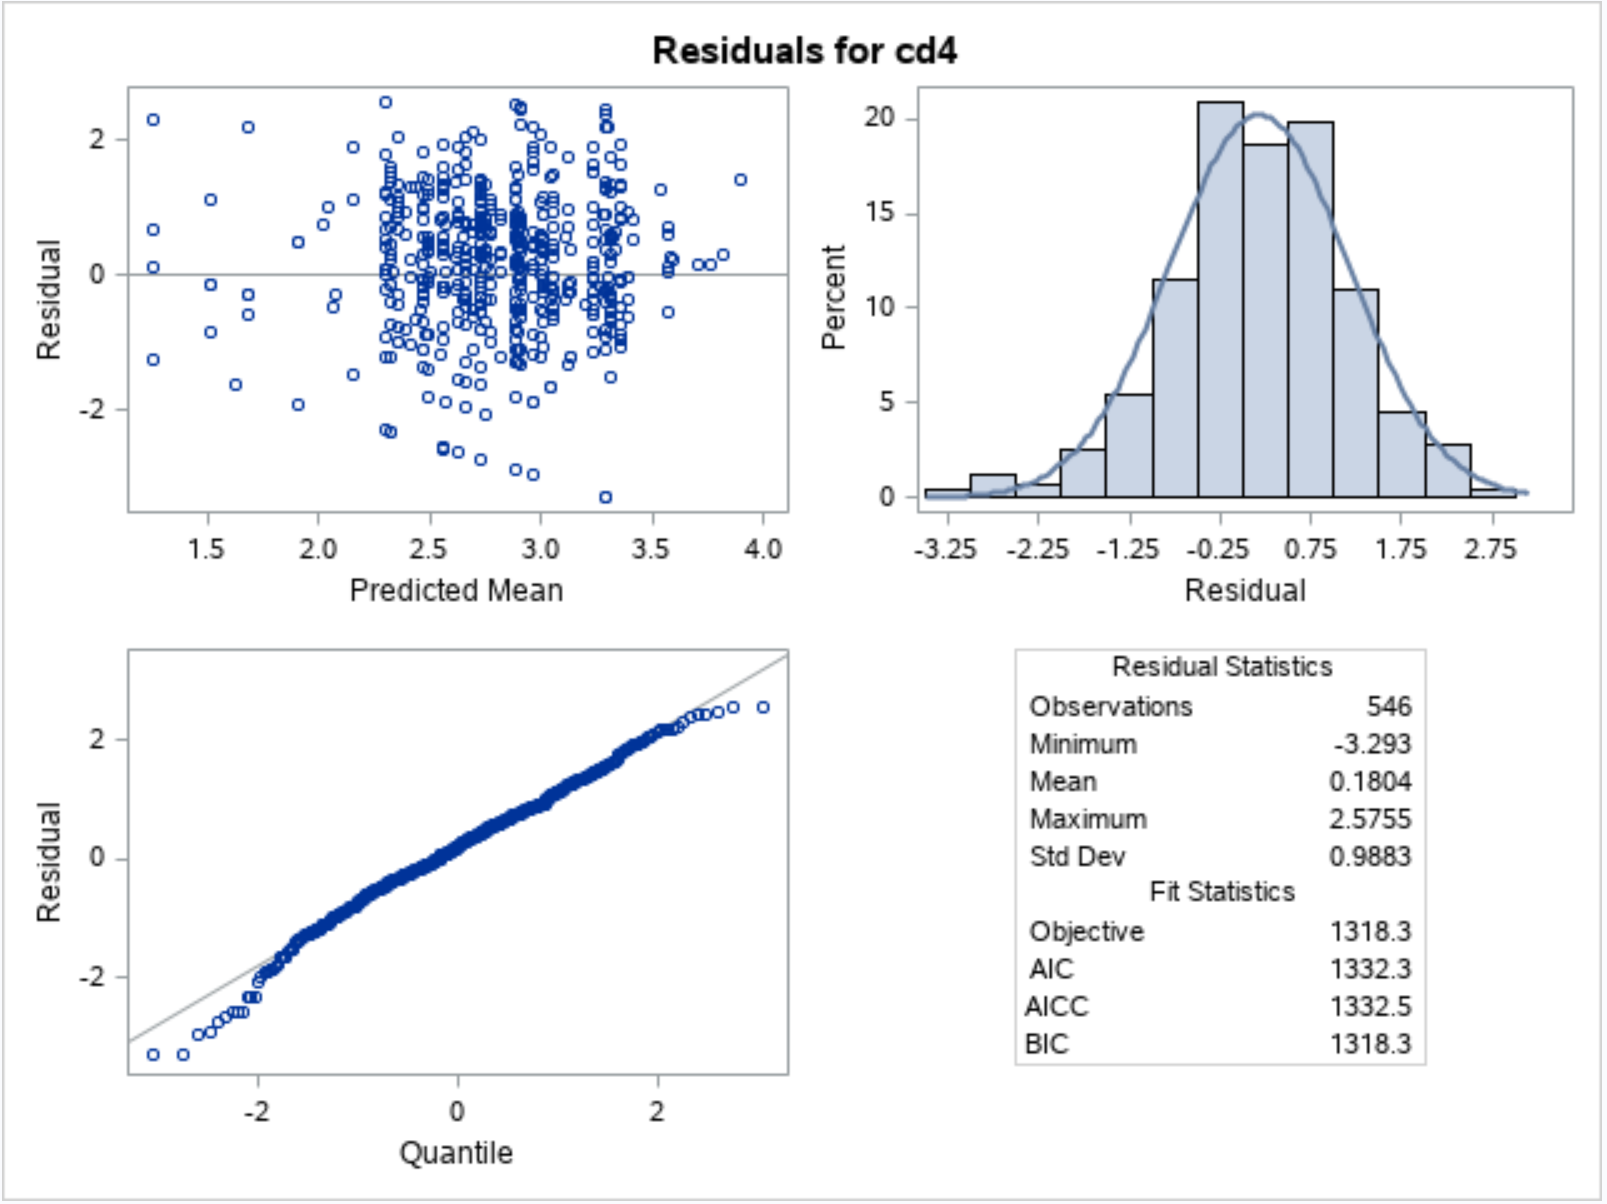 Residuals for cd4
2
0
-2
Residual
1.5 2.0 2.5 3.0 3.5 4.0
Predicted Mean
20
15
10
5
0
Percent
-3.25 -2.25 -1.25 -0.25 0.75 1.75 2.75
Residual
2
0
-2
Residual
-2 0 2
Quantile
Residual Statistics
Observations 546
Minimum -3.293
Mean 0.1804
Maximum 2.5755
Std Dev 0.9883
Fit Statistics
Objective 1318.3
AIC 1332.3
AICC 1332.5
BIC 1318.3